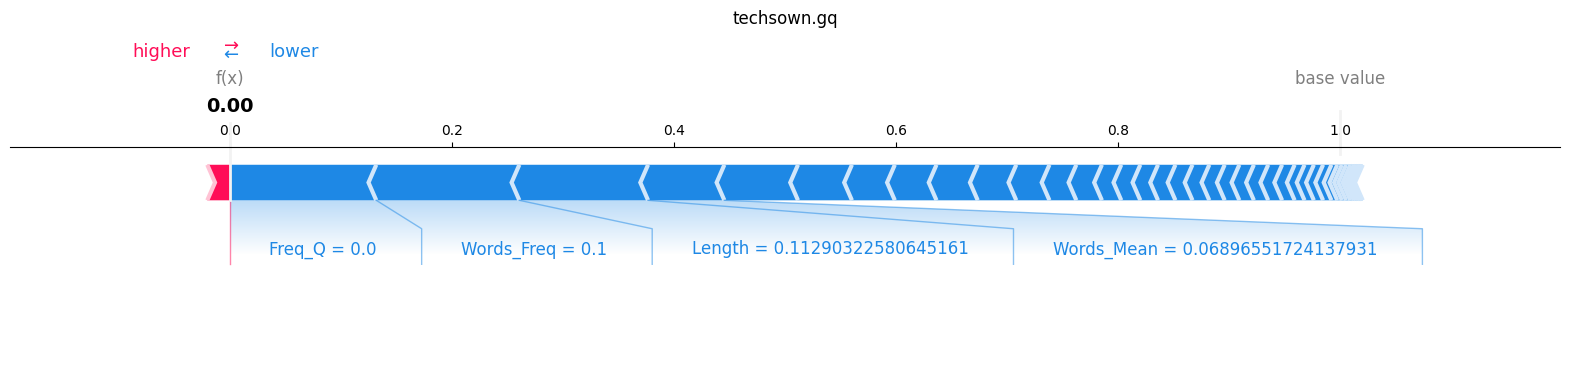 techsown.gq
higher ⇄ lower
f(x) base value
0.00
0.0 0.2 0.4 0.6 0.8 1.0
Freq_Q = 0.0 Words_Freq = 0.1 Length = 0.11290322580645161 Words_Mean = 0.06896551724137931